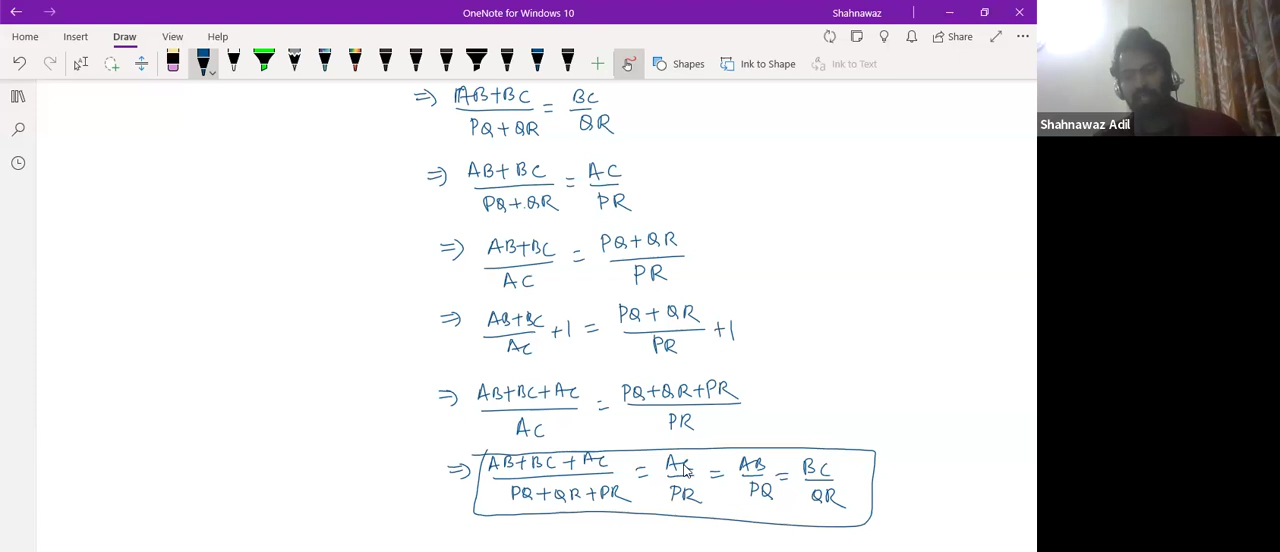 OneNote for Windows 10
Shahnawaz
Home Insert Draw View Help
Share
Shapes Ink to Shape Ink to Text
Shahnawaz Adil
⇒ (AB+BC)/(PQ+QR) = BC/QR
⇒ (AB+BC)/(PQ+QR) = AC/PR
⇒ (AB+BC)/AC = (PQ+QR)/PR
⇒ (AB+BC)/AC +1 = (PQ+QR)/PR +1
⇒ (AB+BC+AC)/AC = (PQ+QR+PR)/PR
⇒ (AB+BC+AC)/(PQ+QR+PR) = AC/PR = AB/PQ = BC/QR